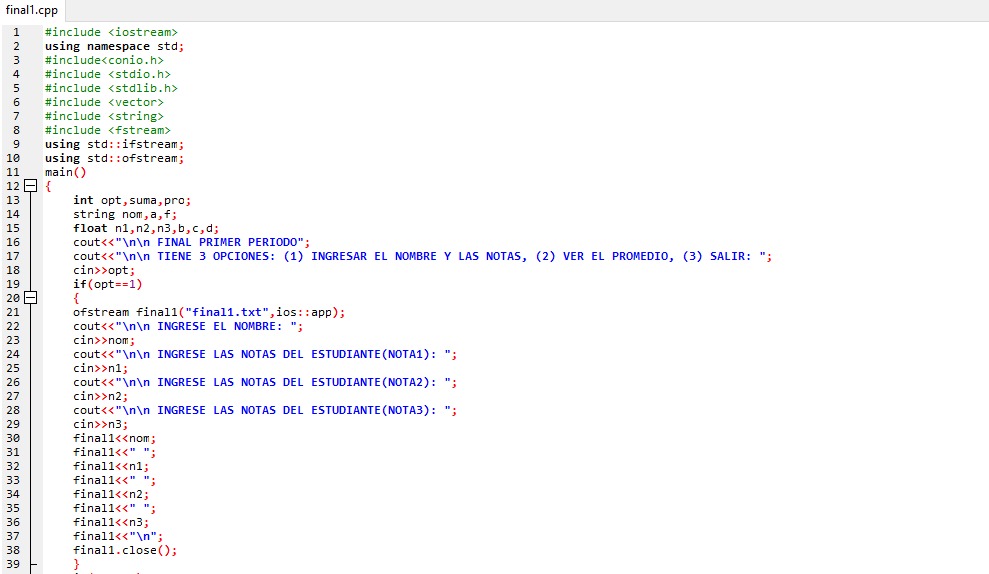 final1.cpp
1 #include <iostream>
2 using namespace std;
3 #include<conio.h>
4 #include <stdio.h>
5 #include <stdlib.h>
6 #include <vector>
7 #include <string>
8 #include <fstream>
9 using std::ifstream;
10 using std::ofstream;
11 main()
12 {
13 int opt,suma,pro;
14 string nom,a,f;
15 float n1,n2,n3,b,c,d;
16 cout<<"\n\n FINAL PRIMER PERIODO";
17 cout<<"\n\n TIENE 3 OPCIONES: (1) INGRESAR EL NOMBRE Y LAS NOTAS, (2) VER EL PROMEDIO, (3) SALIR: ";
18 cin>>opt;
19 if(opt==1)
20 {
21 ofstream final1("final1.txt",ios::app);
22 cout<<"\n\n INGRESE EL NOMBRE: ";
23 cin>>nom;
24 cout<<"\n\n INGRESE LAS NOTAS DEL ESTUDIANTE(NOTA1): ";
25 cin>>n1;
26 cout<<"\n\n INGRESE LAS NOTAS DEL ESTUDIANTE(NOTA2): ";
27 cin>>n2;
28 cout<<"\n\n INGRESE LAS NOTAS DEL ESTUDIANTE(NOTA3): ";
29 cin>>n3;
30 final1<<nom;
31 final1<<" ";
32 final1<<n1;
33 final1<<" ";
34 final1<<n2;
35 final1<<" ";
36 final1<<n3;
37 final1<<"\n";
38 final1.close();
39 }